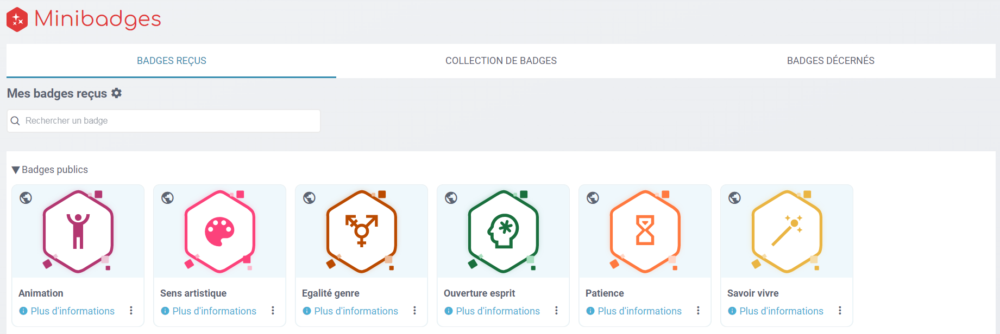 Minibadges
BADGES REÇUS
COLLECTION DE BADGES
BADGES DÉCERNÉS
Mes badges reçus
Rechercher un badge
Badges publics
Animation
Plus d'informations
Sens artistique
Plus d'informations
Egalité genre
Plus d'informations
Ouverture esprit
Plus d'informations
Patience
Plus d'informations
Savoir vivre
Plus d'informations